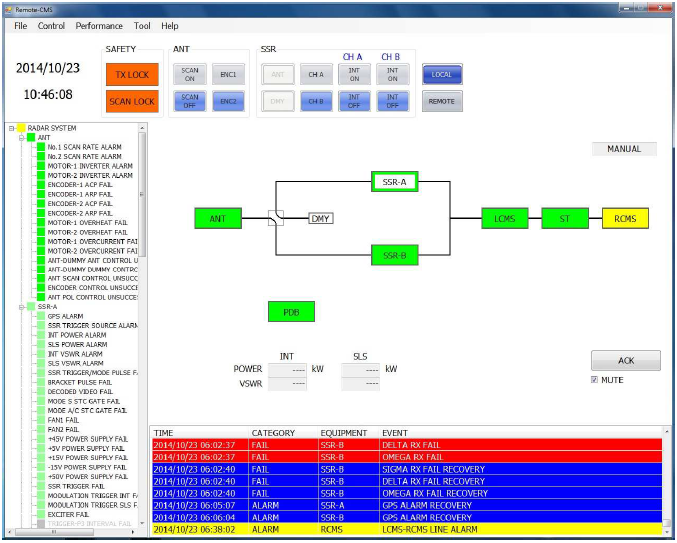 Remote-CMS
File Control Performance Tool Help
SAFETY ANT SSR
CH A CH B
2014/10/23
10:46:08
TX LOCK
SCAN LOCK
SCAN ON
ENC1
SCAN OFF
ENC2
ANT
CH A
INT ON
INT ON
LOCAL
DMY
CH B
INT OFF
INT OFF
REMOTE
RADAR SYSTEM
ANT
No.1 SCAN RATE ALARM
No.2 SCAN RATE ALARM
MOTOR-1 INVERTER ALARM
MOTOR-2 INVERTER ALARM
ENCODER-1 ACP FAIL
ENCODER-1 ARP FAIL
ENCODER-2 ACP FAIL
ENCODER-2 ARP FAIL
MOTOR-1 OVERHEAT FAIL
MOTOR-2 OVERHEAT FAIL
MOTOR-1 OVERCURRENT FAI
MOTOR-2 OVERCURRENT FAI
ANT-DUMMY ANT CONTROL U
ANT-DUMMY DUMMY CONTRC
ANT SCAN CONTROL UNSUCC
ENCODER CONTROL UNSUCCE
ANT POL CONTROL UNSUCCE
SSR-A
GPS ALARM
SSR TRIGGER SOURCE ALARM
INT POWER ALARM
SLS POWER ALARM
INT VSWR ALARM
SLS VSWR ALARM
SSR TRIGGER/MODE PULSE F
BRACKET PULSE FAIL
DECODED VIDEO FAIL
MODE S STC GATE FAIL
MODE A/C STC GATE FAIL
FAN1 FAIL
FAN2 FAIL
+45V POWER SUPPLY FAIL
+5V POWER SUPPLY FAIL
+15V POWER SUPPLY FAIL
-15V POWER SUPPLY FAIL
+50V POWER SUPPLY FAIL
SSR TRIGGER FAIL
MODULATION TRIGGER INT F
MODULATION TRIGGER SLS F
EXCITER FAIL
TRIGGER-P3 INTERVAL FAIL
MANUAL
SSR-A
ANT
DMY
LCMS
ST
RCMS
SSR-B
PDB
INT SLS
POWER ---- kW ---- kW
VSWR ---- ----
ACK
MUTE
TIME CATEGORY EQUIPMENT EVENT
2014/10/23 06:02:37 FAIL SSR-B DELTA RX FAIL
2014/10/23 06:02:37 FAIL SSR-B OMEGA RX FAIL
2014/10/23 06:02:40 FAIL SSR-B SIGMA RX FAIL RECOVERY
2014/10/23 06:02:40 FAIL SSR-B DELTA RX FAIL RECOVERY
2014/10/23 06:02:40 FAIL SSR-B OMEGA RX FAIL RECOVERY
2014/10/23 06:05:07 ALARM SSR-A GPS ALARM RECOVERY
2014/10/23 06:06:04 ALARM SSR-B GPS ALARM RECOVERY
2014/10/23 06:38:02 ALARM RCMS LCMS-RCMS LINE ALARM